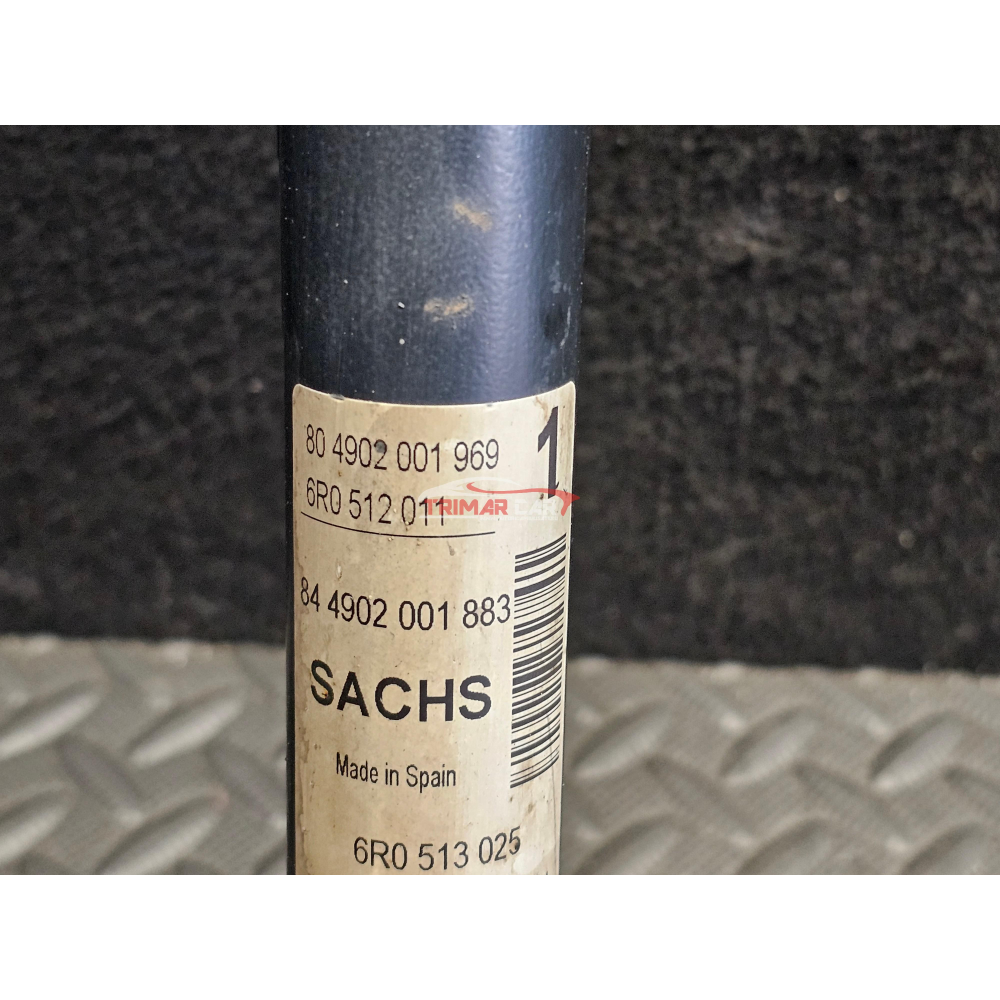 80 4902 001 969
1
6R0 512 011
TRIMAR CAR
84 4902 001 883
SACHS
Made in Spain
6R0 513 025